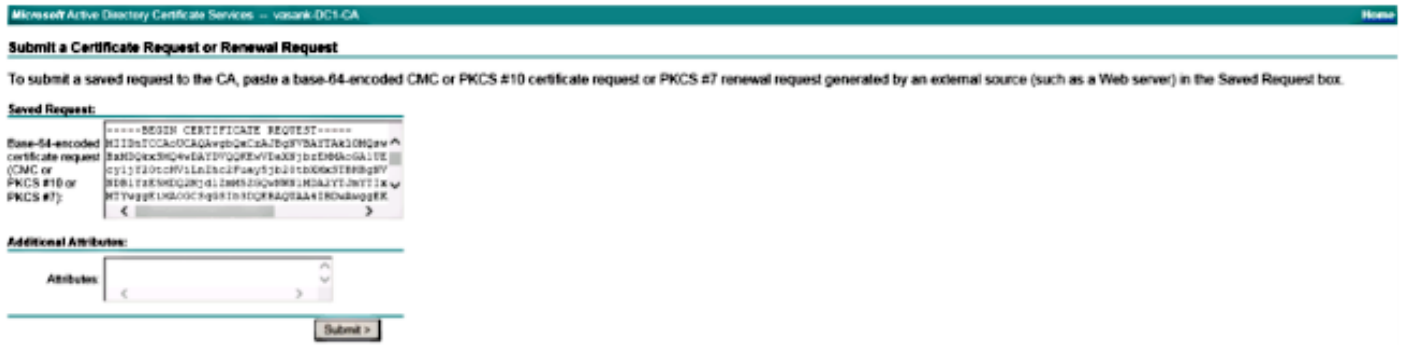 Microsoft Active Directory Certificate Services -- vasank-DC1-CA Home
Submit a Certificate Request or Renewal Request
To submit a saved request to the CA, paste a base-64-encoded CMC or PKCS #10 certificate request or PKCS #7 renewal request generated by an external source (such as a Web server) in the Saved Request box.
Saved Request:
-----BEGIN CERTIFICATE REQUEST-----
Base-64-encoded
certificate request
(CMC or
PKCS #10 or
PKCS #7):
Additional Attributes:
Attributes:
Submit >